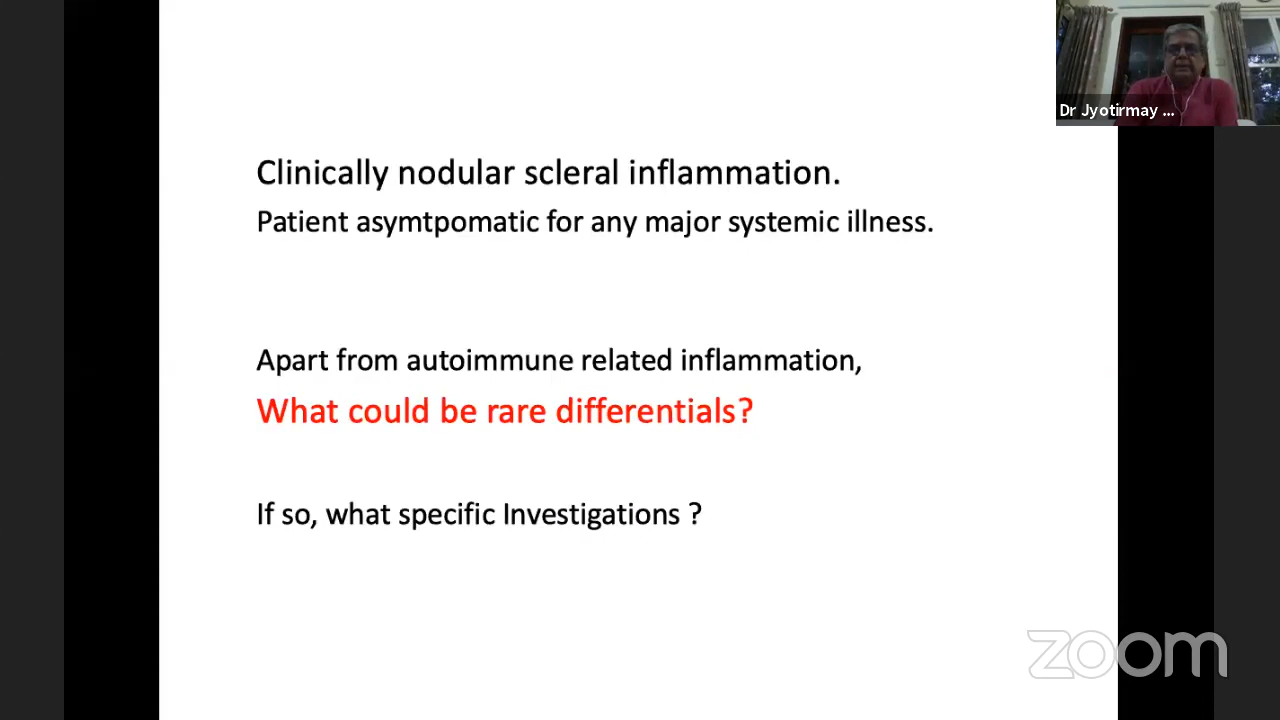 Dr Jyotirmay ...
Clinically nodular scleral inflammation.
Patient asymtpomatic for any major systemic illness.
Apart from autoimmune related inflammation,
What could be rare differentials?
If so, what specific Investigations ?
zoom